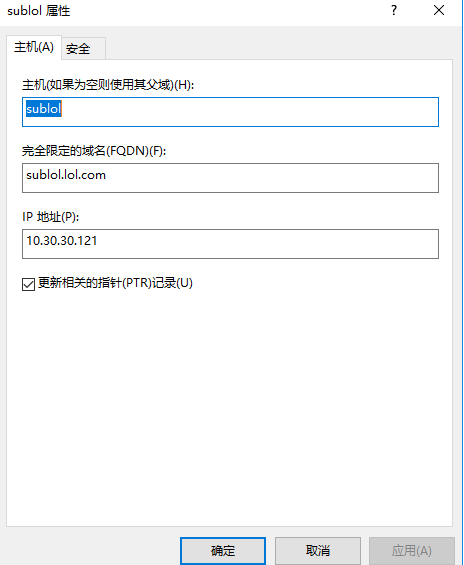 sublol 属性
?
主机(A) 安全
主机(如果为空则使用其父域)(H):
sublol
完全限定的域名(FQDN)(F):
sublol.lol.com
IP 地址(P):
10.30.30.121
更新相关的指针(PTR)记录(U)
确定 取消 应用(A)